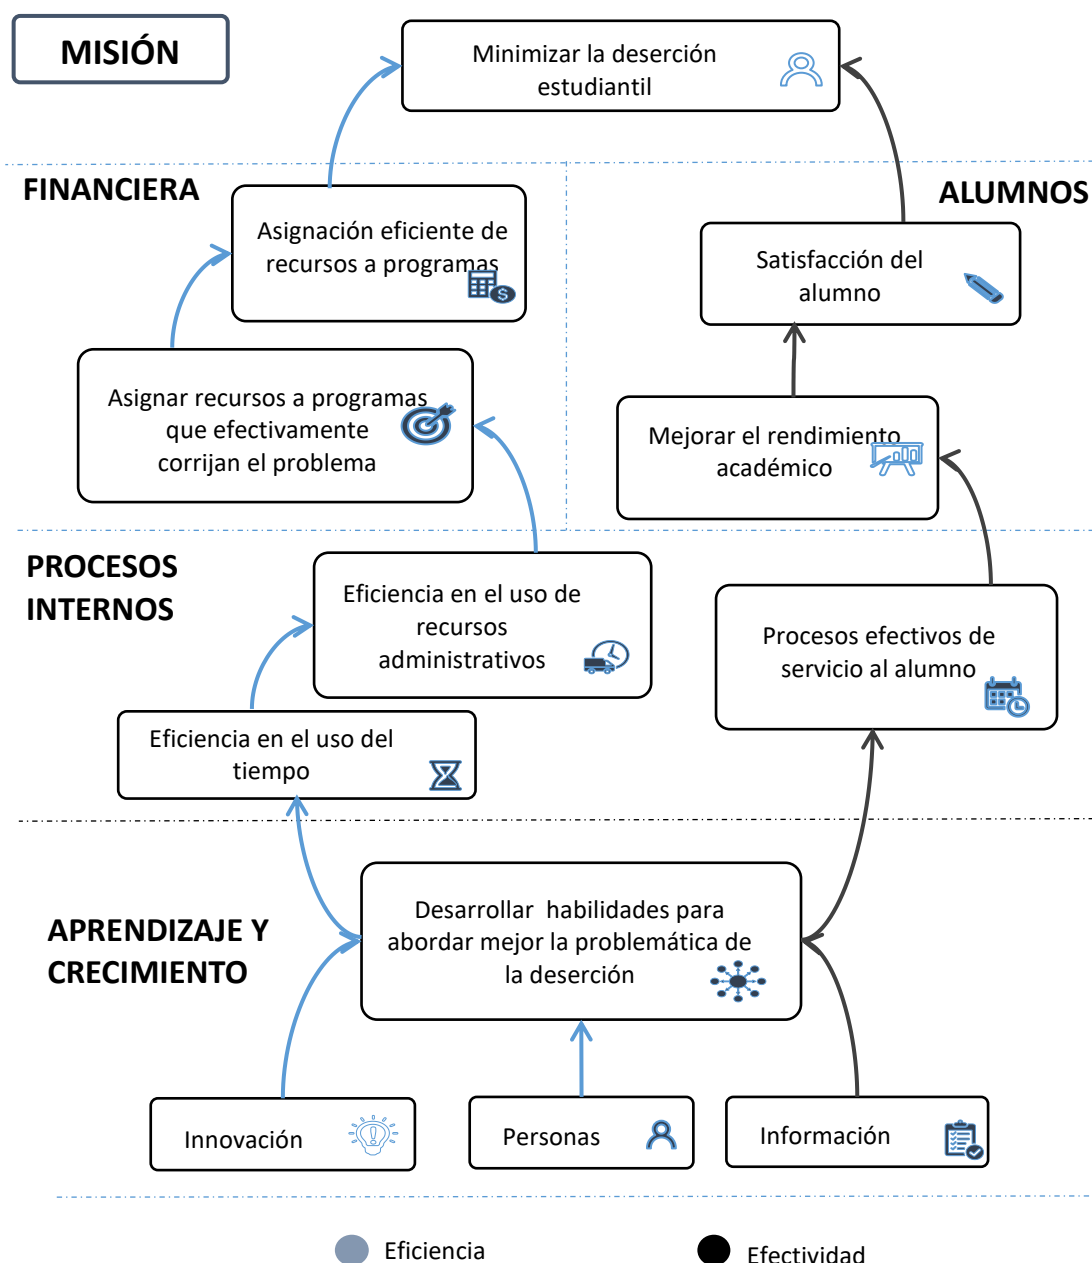 MISIÓN
Minimizar la deserción
estudiantil
FINANCIERA
ALUMNOS
Asignación eficiente de
recursos a programas
Satisfacción del
alumno
Asignar recursos a programas
que efectivamente
corrijan el problema
Mejorar el rendimiento
académico
PROCESOS
INTERNOS
Eficiencia en el uso de
recursos
administrativos
Procesos efectivos de
servicio al alumno
Eficiencia en el uso del
tiempo
APRENDIZAJE Y
CRECIMIENTO
Desarrollar habilidades para
abordar mejor la problemática de
la deserción
Innovación
Personas
Información
Eficiencia
Efectividad